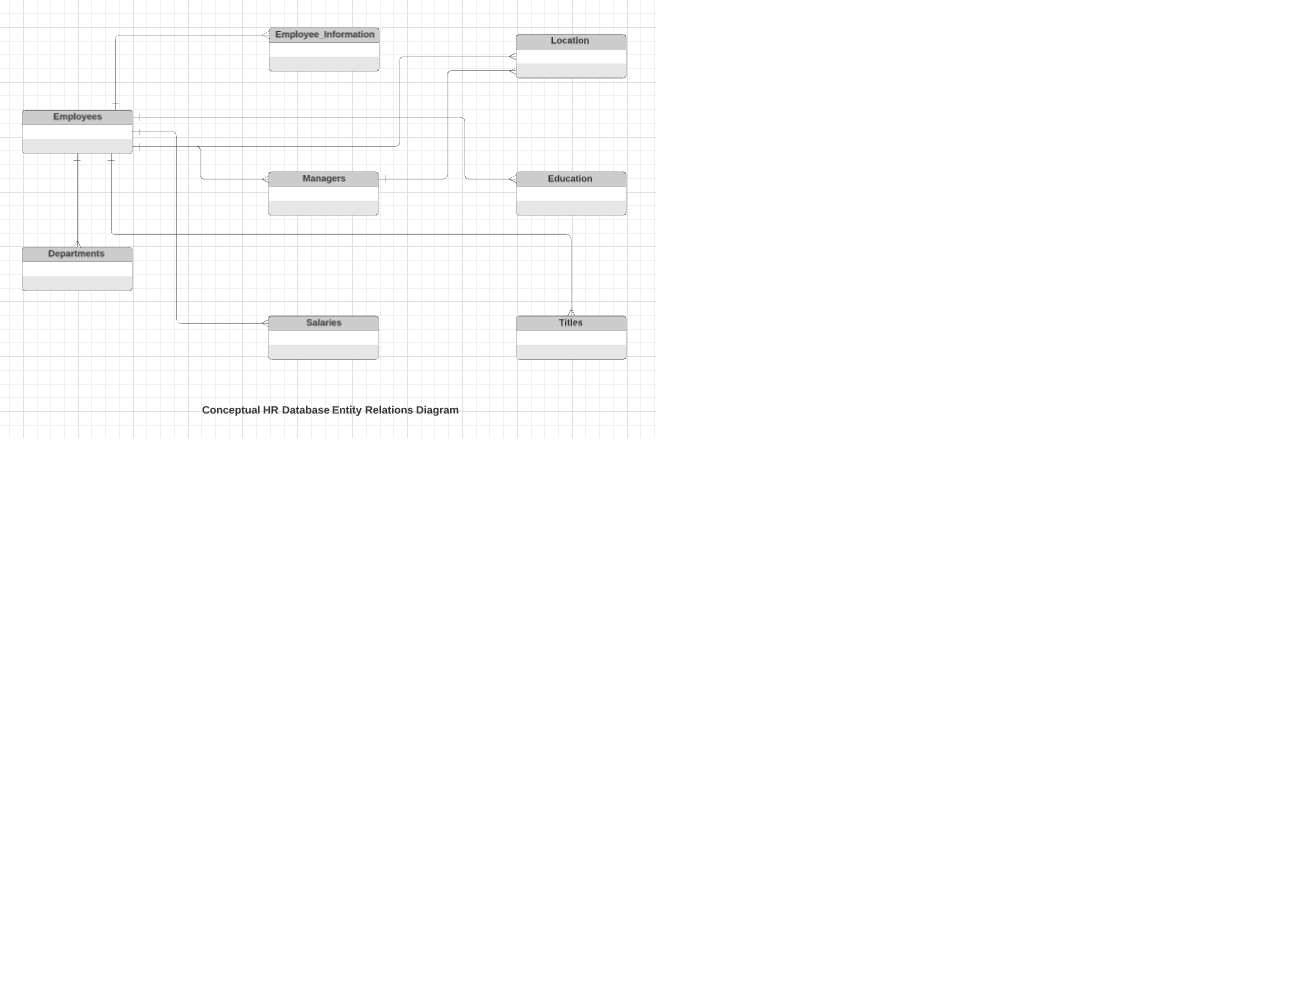 Employee_Information
Location
Employees
Managers
Education
Departments
Salaries
Titles
Conceptual HR Database Entity Relations Diagram